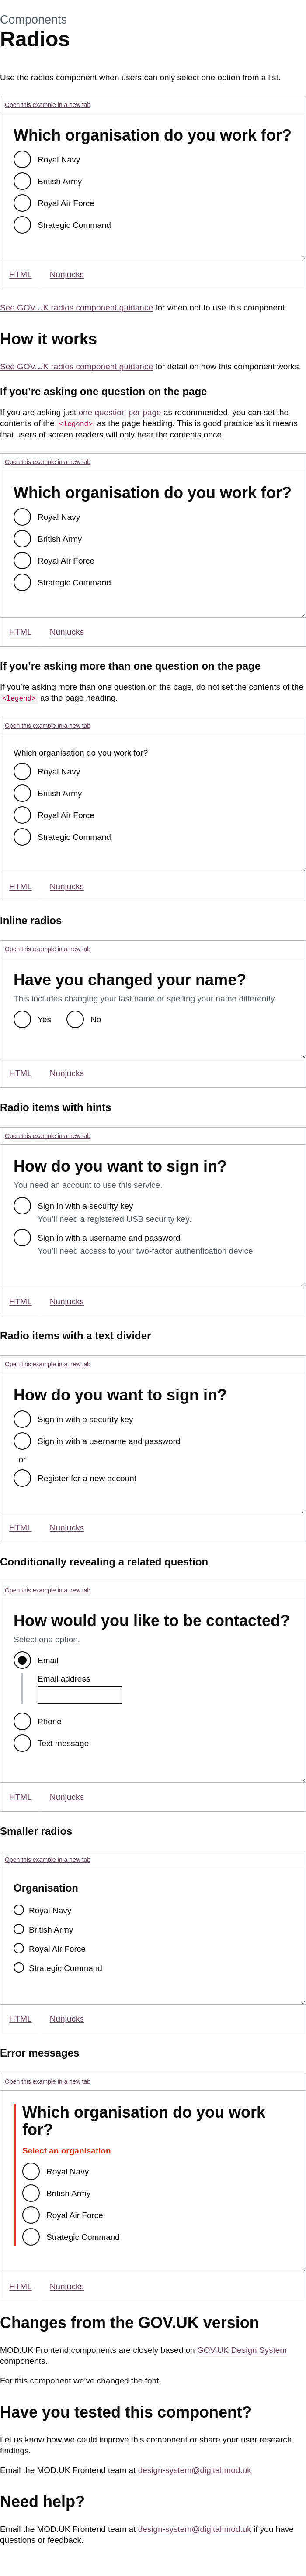 Components
Radios
Use the radios component when users can only select one option from a list.
Open this example in a new tab
Which organisation do you work for?
Royal Navy
British Army
Royal Air Force
Strategic Command
HTML Nunjucks
See GOV.UK radios component guidance for when not to use this component.
How it works
See GOV.UK radios component guidance for detail on how this component works.
If you’re asking one question on the page
If you are asking just one question per page as recommended, you can set the
contents of the <legend> as the page heading. This is good practice as it means
that users of screen readers will only hear the contents once.
Open this example in a new tab
Which organisation do you work for?
Royal Navy
British Army
Royal Air Force
Strategic Command
HTML Nunjucks
If you’re asking more than one question on the page
If you’re asking more than one question on the page, do not set the contents of the
<legend> as the page heading.
Open this example in a new tab
Which organisation do you work for?
Royal Navy
British Army
Royal Air Force
Strategic Command
HTML Nunjucks
Inline radios
Open this example in a new tab
Have you changed your name?
This includes changing your last name or spelling your name differently.
Yes No
HTML Nunjucks
Radio items with hints
Open this example in a new tab
How do you want to sign in?
You need an account to use this service.
Sign in with a security key
You’ll need a registered USB security key.
Sign in with a username and password
You’ll need access to your two-factor authentication device.
HTML Nunjucks
Radio items with a text divider
Open this example in a new tab
How do you want to sign in?
Sign in with a security key
Sign in with a username and password
or
Register for a new account
HTML Nunjucks
Conditionally revealing a related question
Open this example in a new tab
How would you like to be contacted?
Select one option.
Email
Email address
Phone
Text message
HTML Nunjucks
Smaller radios
Open this example in a new tab
Organisation
Royal Navy
British Army
Royal Air Force
Strategic Command
HTML Nunjucks
Error messages
Open this example in a new tab
Which organisation do you work
for?
Select an organisation
Royal Navy
British Army
Royal Air Force
Strategic Command
HTML Nunjucks
Changes from the GOV.UK version
MOD.UK Frontend components are closely based on GOV.UK Design System
components.
For this component we’ve changed the font.
Have you tested this component?
Let us know how we could improve this component or share your user research
findings.
Email the MOD.UK Frontend team at design-system@digital.mod.uk
Need help?
Email the MOD.UK Frontend team at design-system@digital.mod.uk if you have
questions or feedback.